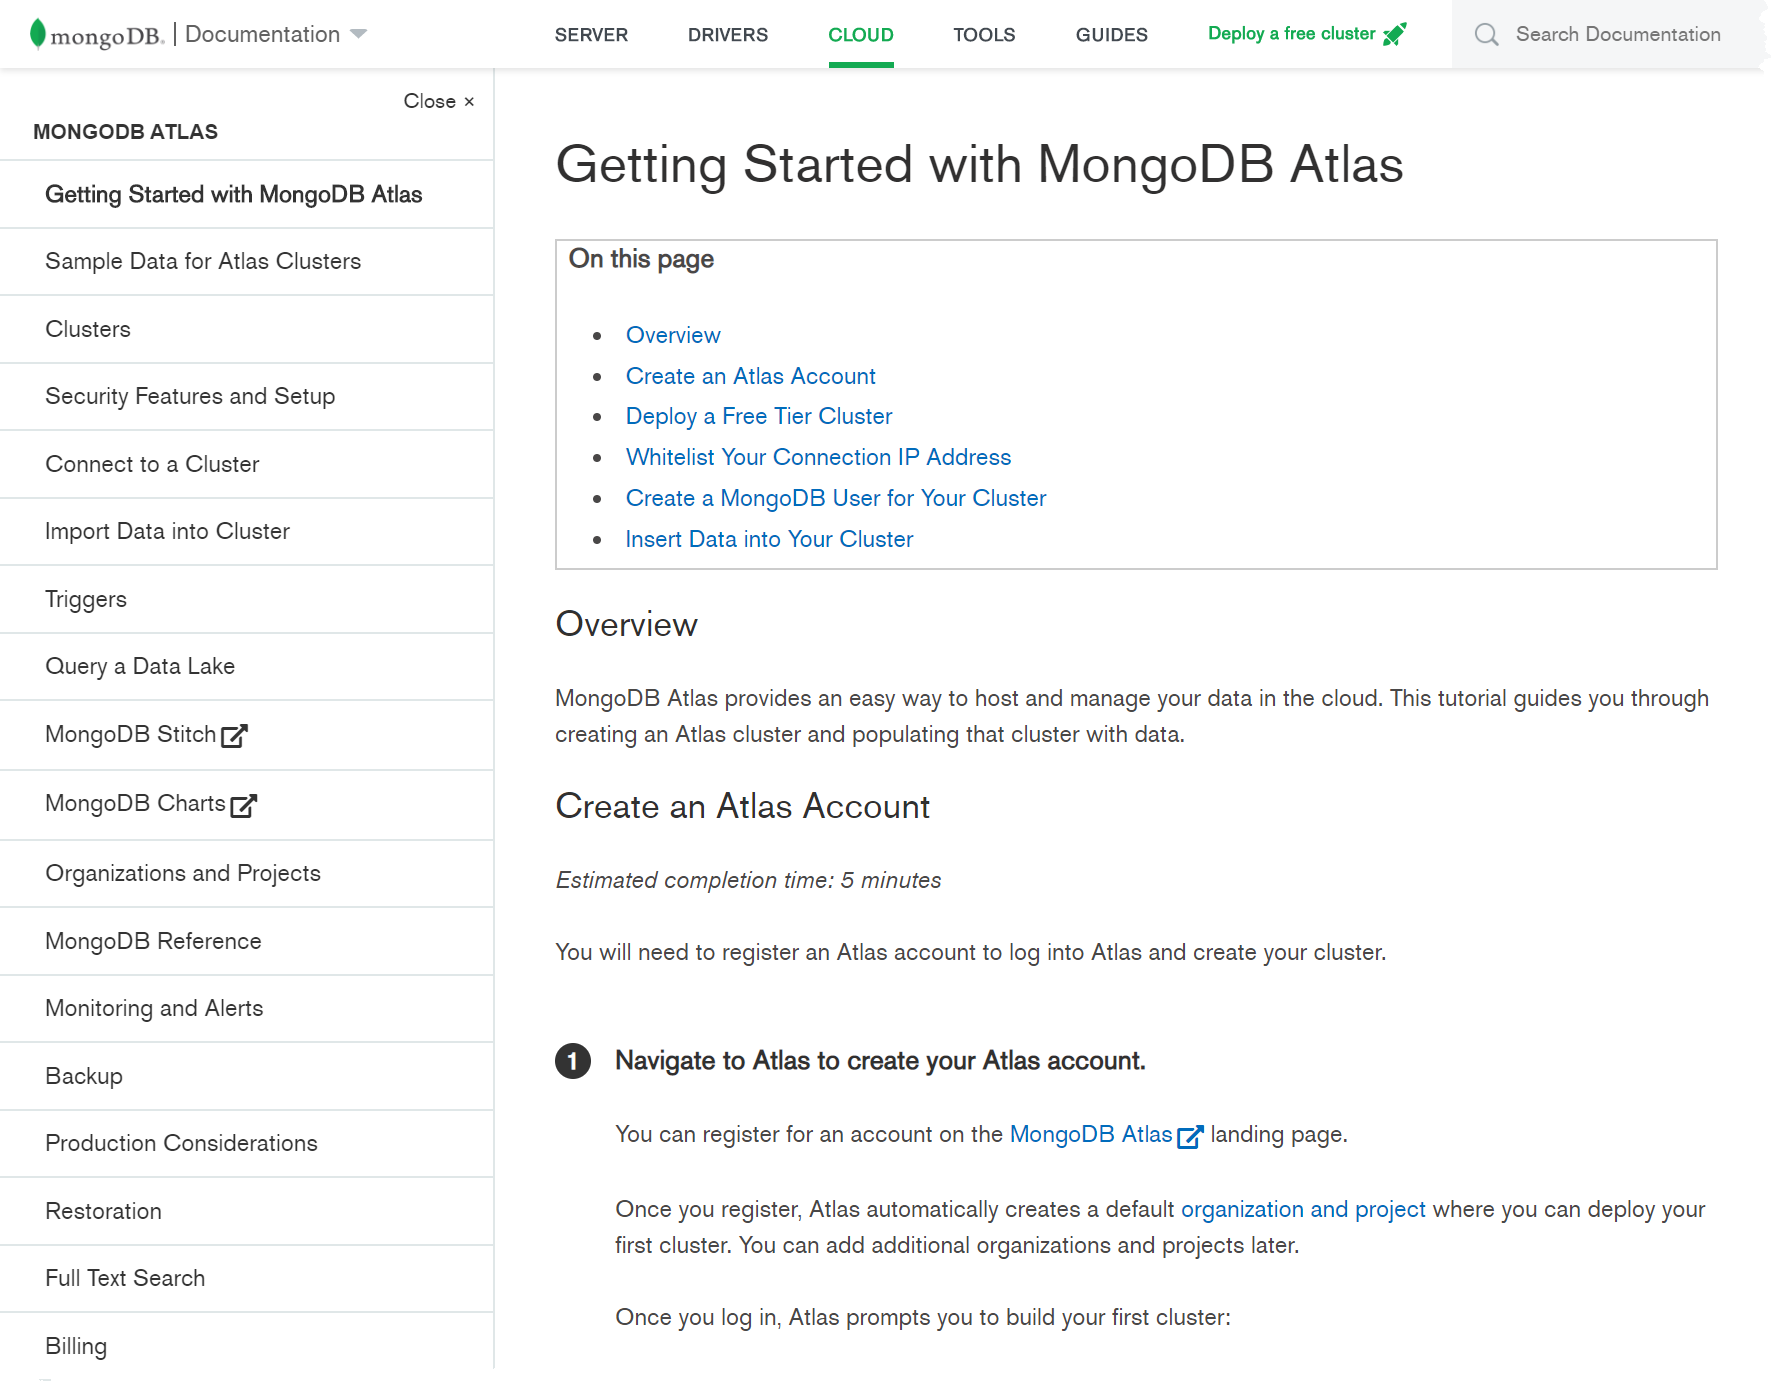 mongoDB. | Documentation
SERVER DRIVERS CLOUD TOOLS GUIDES Deploy a free cluster Search Documentation
Close ×
MONGODB ATLAS
Getting Started with MongoDB Atlas
Sample Data for Atlas Clusters
Clusters
Security Features and Setup
Connect to a Cluster
Import Data into Cluster
Triggers
Query a Data Lake
MongoDB Stitch
MongoDB Charts
Organizations and Projects
MongoDB Reference
Monitoring and Alerts
Backup
Production Considerations
Restoration
Full Text Search
Billing
Getting Started with MongoDB Atlas
On this page
• Overview
• Create an Atlas Account
• Deploy a Free Tier Cluster
• Whitelist Your Connection IP Address
• Create a MongoDB User for Your Cluster
• Insert Data into Your Cluster
Overview
MongoDB Atlas provides an easy way to host and manage your data in the cloud. This tutorial guides you through
creating an Atlas cluster and populating that cluster with data.
Create an Atlas Account
Estimated completion time: 5 minutes
You will need to register an Atlas account to log into Atlas and create your cluster.
1 Navigate to Atlas to create your Atlas account.
You can register for an account on the MongoDB Atlas landing page.
Once you register, Atlas automatically creates a default organization and project where you can deploy your
first cluster. You can add additional organizations and projects later.
Once you log in, Atlas prompts you to build your first cluster: